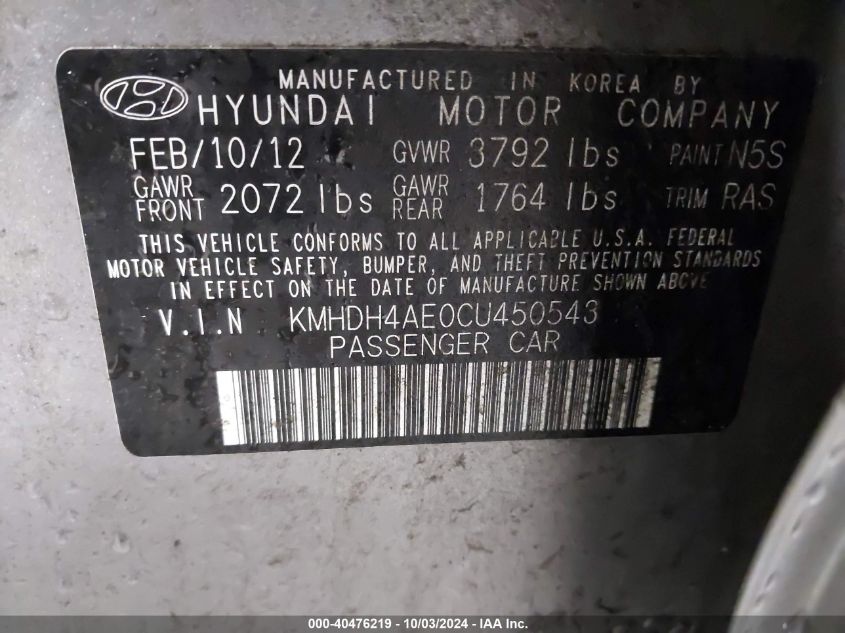 MANUFACTURED IN KOREA BY
HYUNDAI MOTOR COMPANY
FEB/10/12 GVWR 3792 lbs PAINT N5S
GAWR FRONT 2072 lbs GAWR REAR 1764 lbs TRIM RAS
THIS VEHICLE CONFORMS TO ALL APPLICABLE U.S.A. FEDERAL
MOTOR VEHICLE SAFETY, BUMPER, AND THEFT PREVENTION STANDARDS
IN EFFECT ON THE DATE OF MANUFACTURE SHOWN ABOVE
V.I.N KMHDH4AE0CU450543
PASSENGER CAR
000-40476219 - 10/03/2024 - IAA Inc.